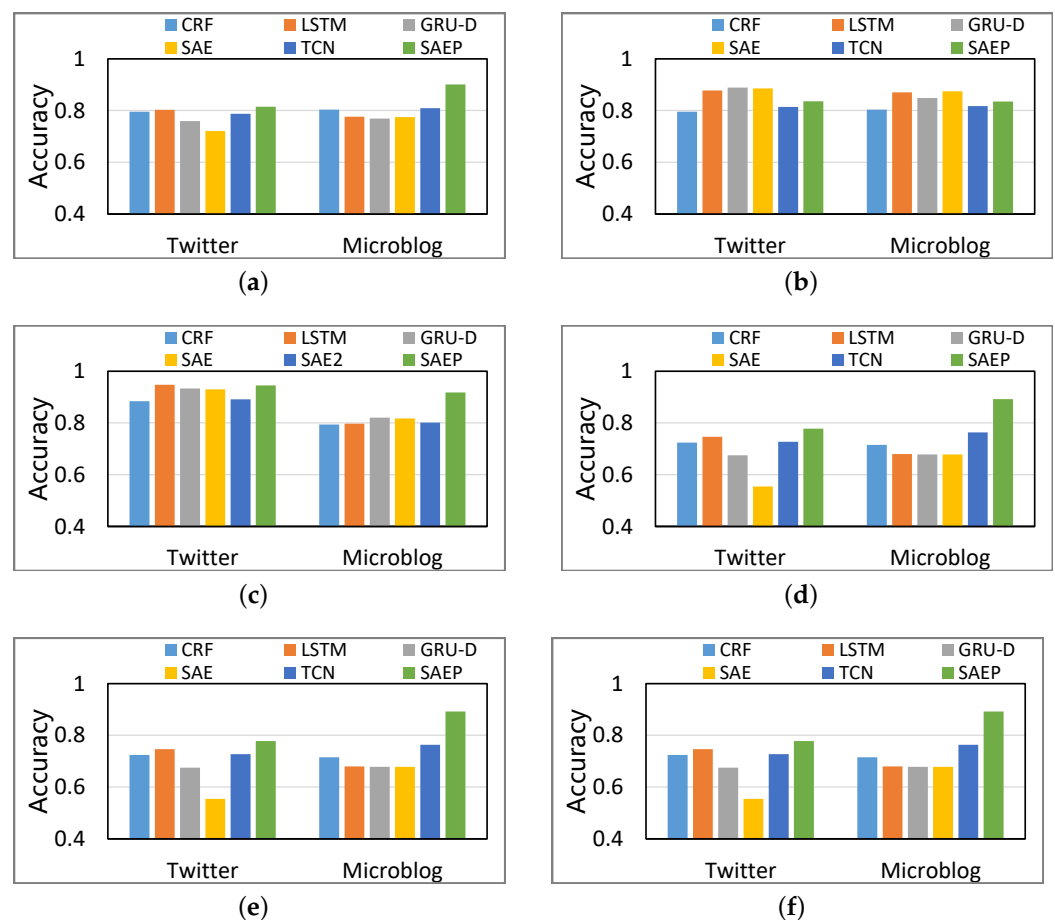 CRF LSTM GRU-D CRF LSTM GRU-D
SAE TCN SAEP SAE TCN SAEP
1 1
0.8 0.8
0.6 0.6
0.4 0.4
Accuracy Accuracy
Twitter Microblog Twitter Microblog
(a) (b)
CRF LSTM GRU-D CRF LSTM GRU-D
SAE SAE2 SAEP SAE TCN SAEP
1 1
0.8 0.8
0.6 0.6
0.4 0.4
Accuracy Accuracy
Twitter Microblog Twitter Microblog
(c) (d)
CRF LSTM GRU-D CRF LSTM GRU-D
SAE TCN SAEP SAE TCN SAEP
1 1
0.8 0.8
0.6 0.6
0.4 0.4
Accuracy Accuracy
Twitter Microblog Twitter Microblog
(e) (f)